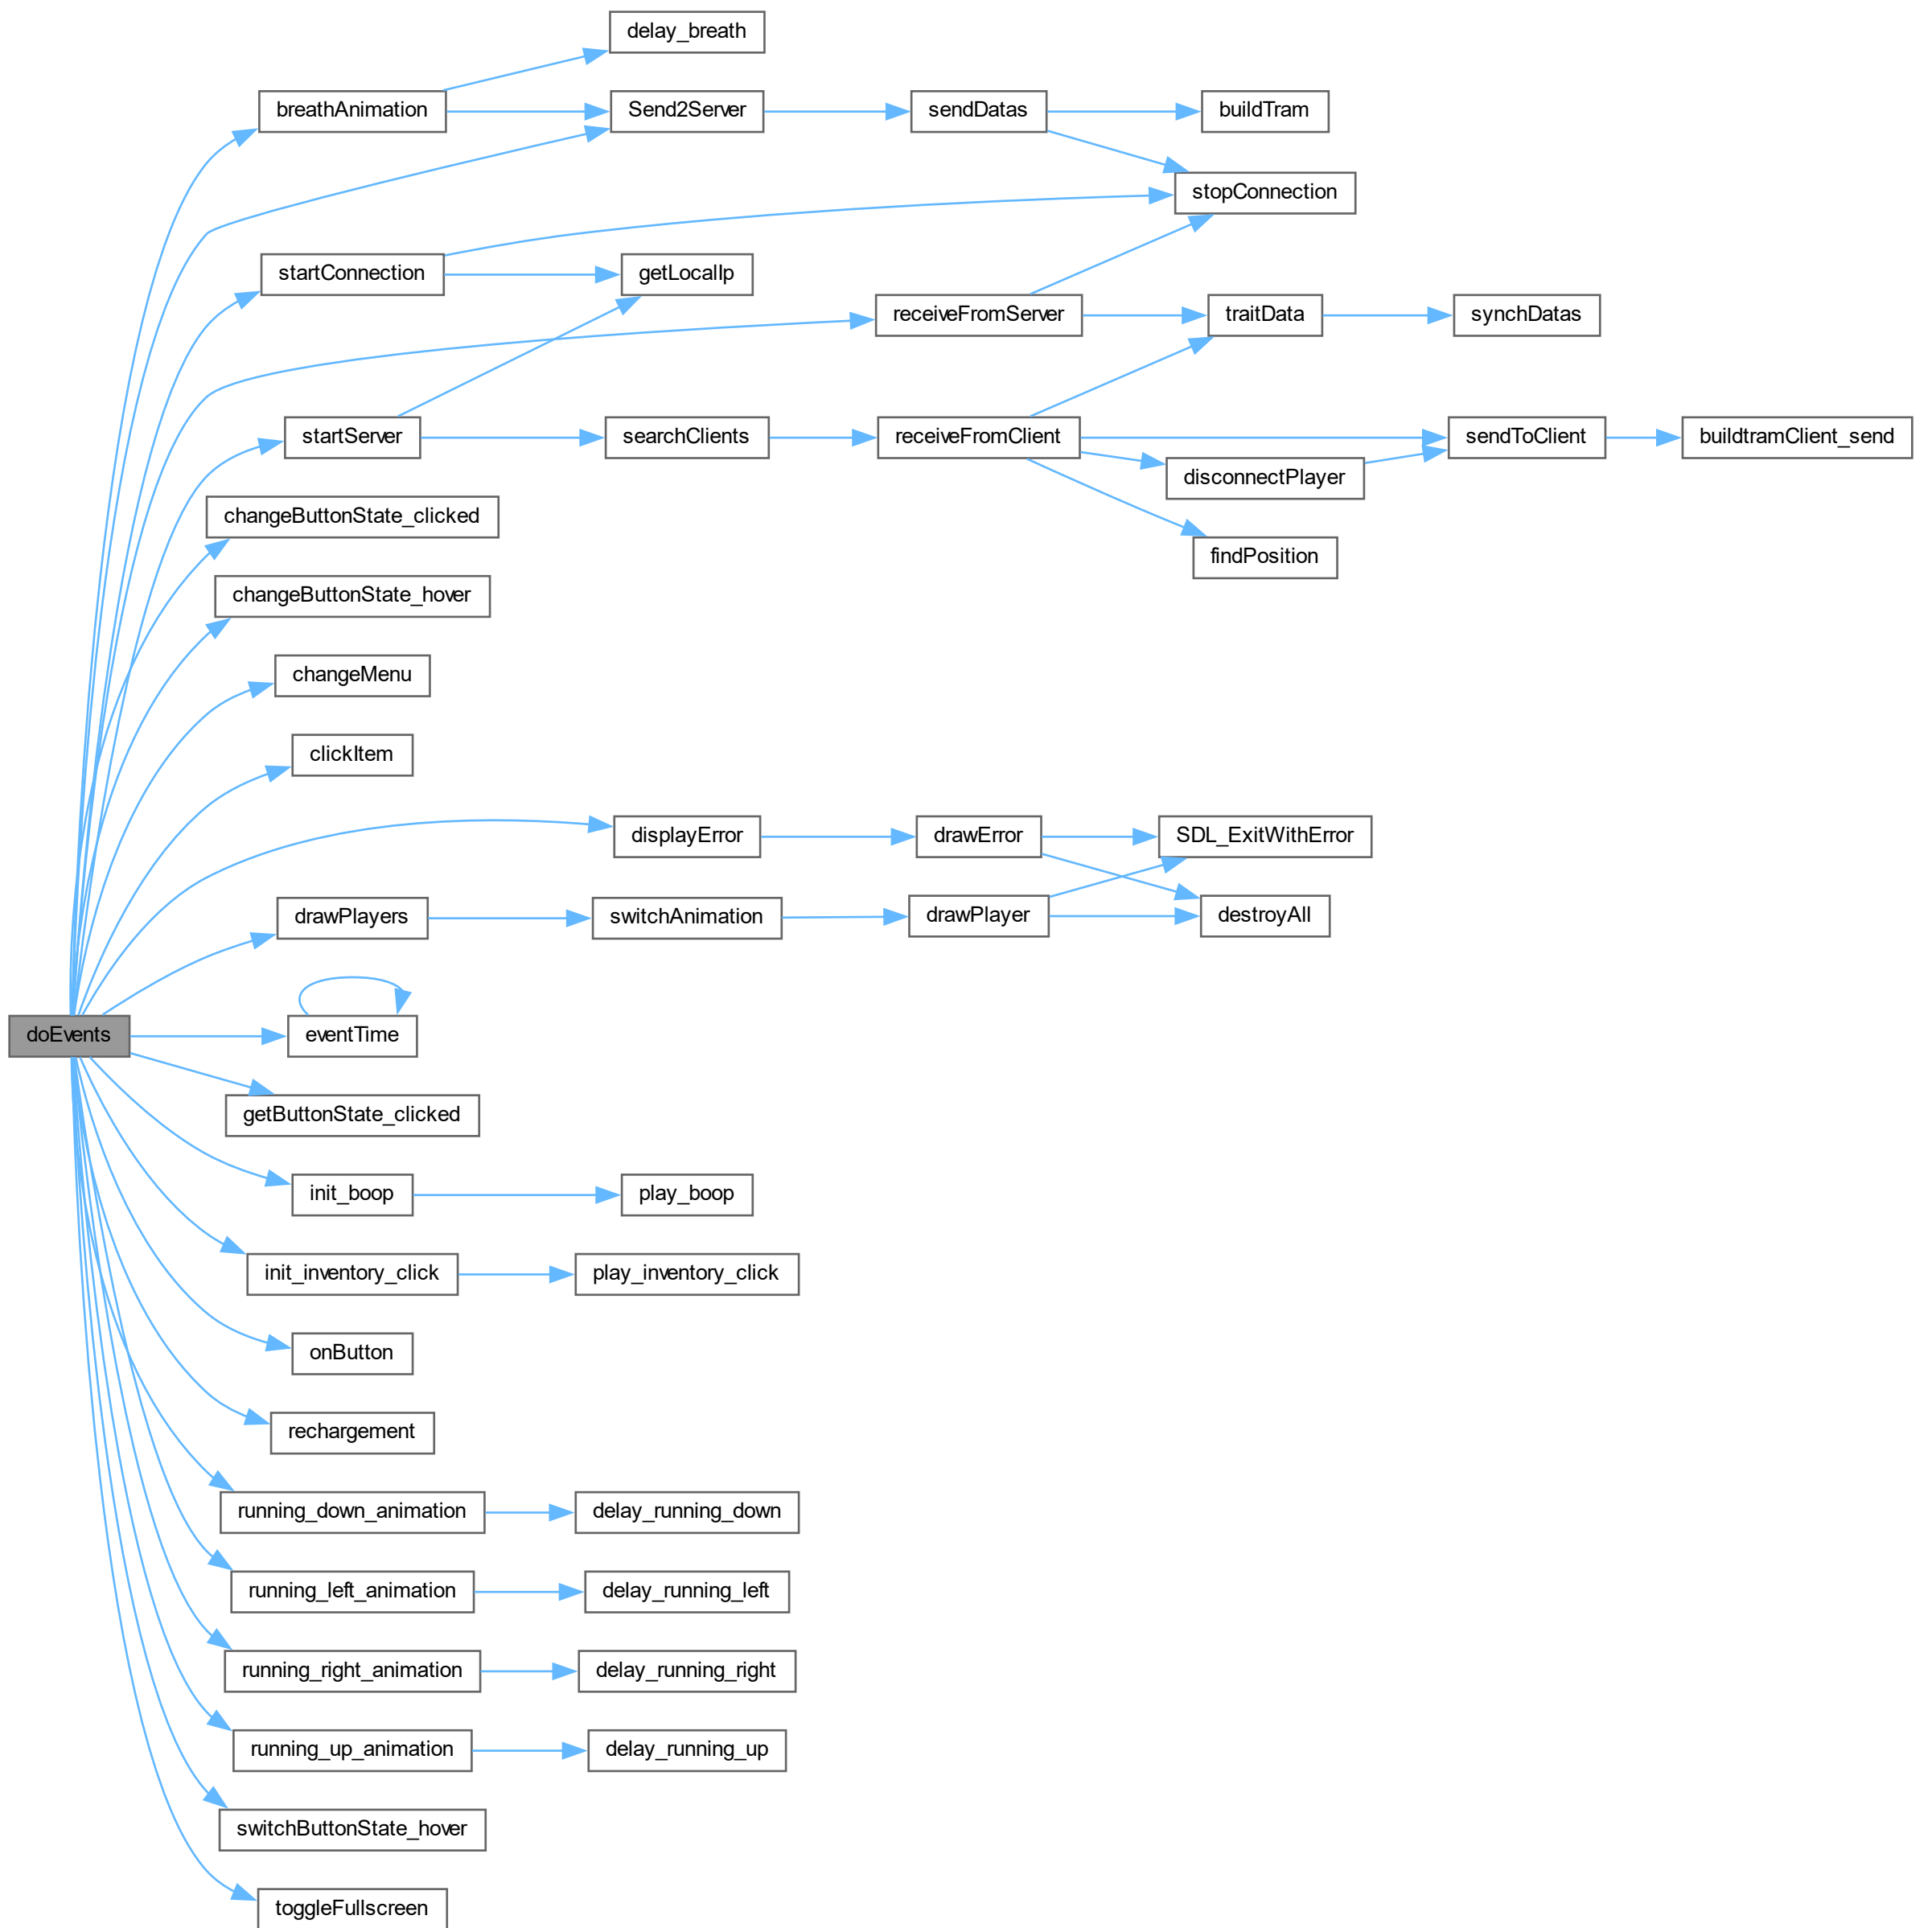 delay_breath
breathAnimation
Send2Server
sendDatas
buildTram
stopConnection
startConnection
getLocalIp
receiveFromServer
traitData
synchDatas
startServer
searchClients
receiveFromClient
sendToClient
buildtramClient_send
disconnectPlayer
changeButtonState_clicked
findPosition
changeButtonState_hover
changeMenu
clickItem
displayError
drawError
SDL_ExitWithError
drawPlayers
switchAnimation
drawPlayer
destroyAll
doEvents
eventTime
getButtonState_clicked
init_boop
play_boop
init_inventory_click
play_inventory_click
onButton
rechargement
running_down_animation
delay_running_down
running_left_animation
delay_running_left
running_right_animation
delay_running_right
running_up_animation
delay_running_up
switchButtonState_hover
toggleFullscreen